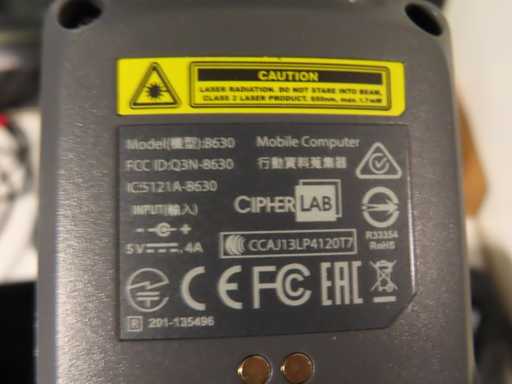 CAUTION
LASER RADIATION. DO NOT STARE INTO BEAM.
CLASS 2 LASER PRODUCT. 650nm, max. 1.7mW
Model(機型):8630 Mobile Computer
FCC ID:Q3N-8630 行動資料蒐集器
IC:5121A-8630
INPUT(輸入) CIPHERLAB
5V .4A CCAJ13LP4120T7
R33354
RoHS
CE FC EAC
R 201-135496